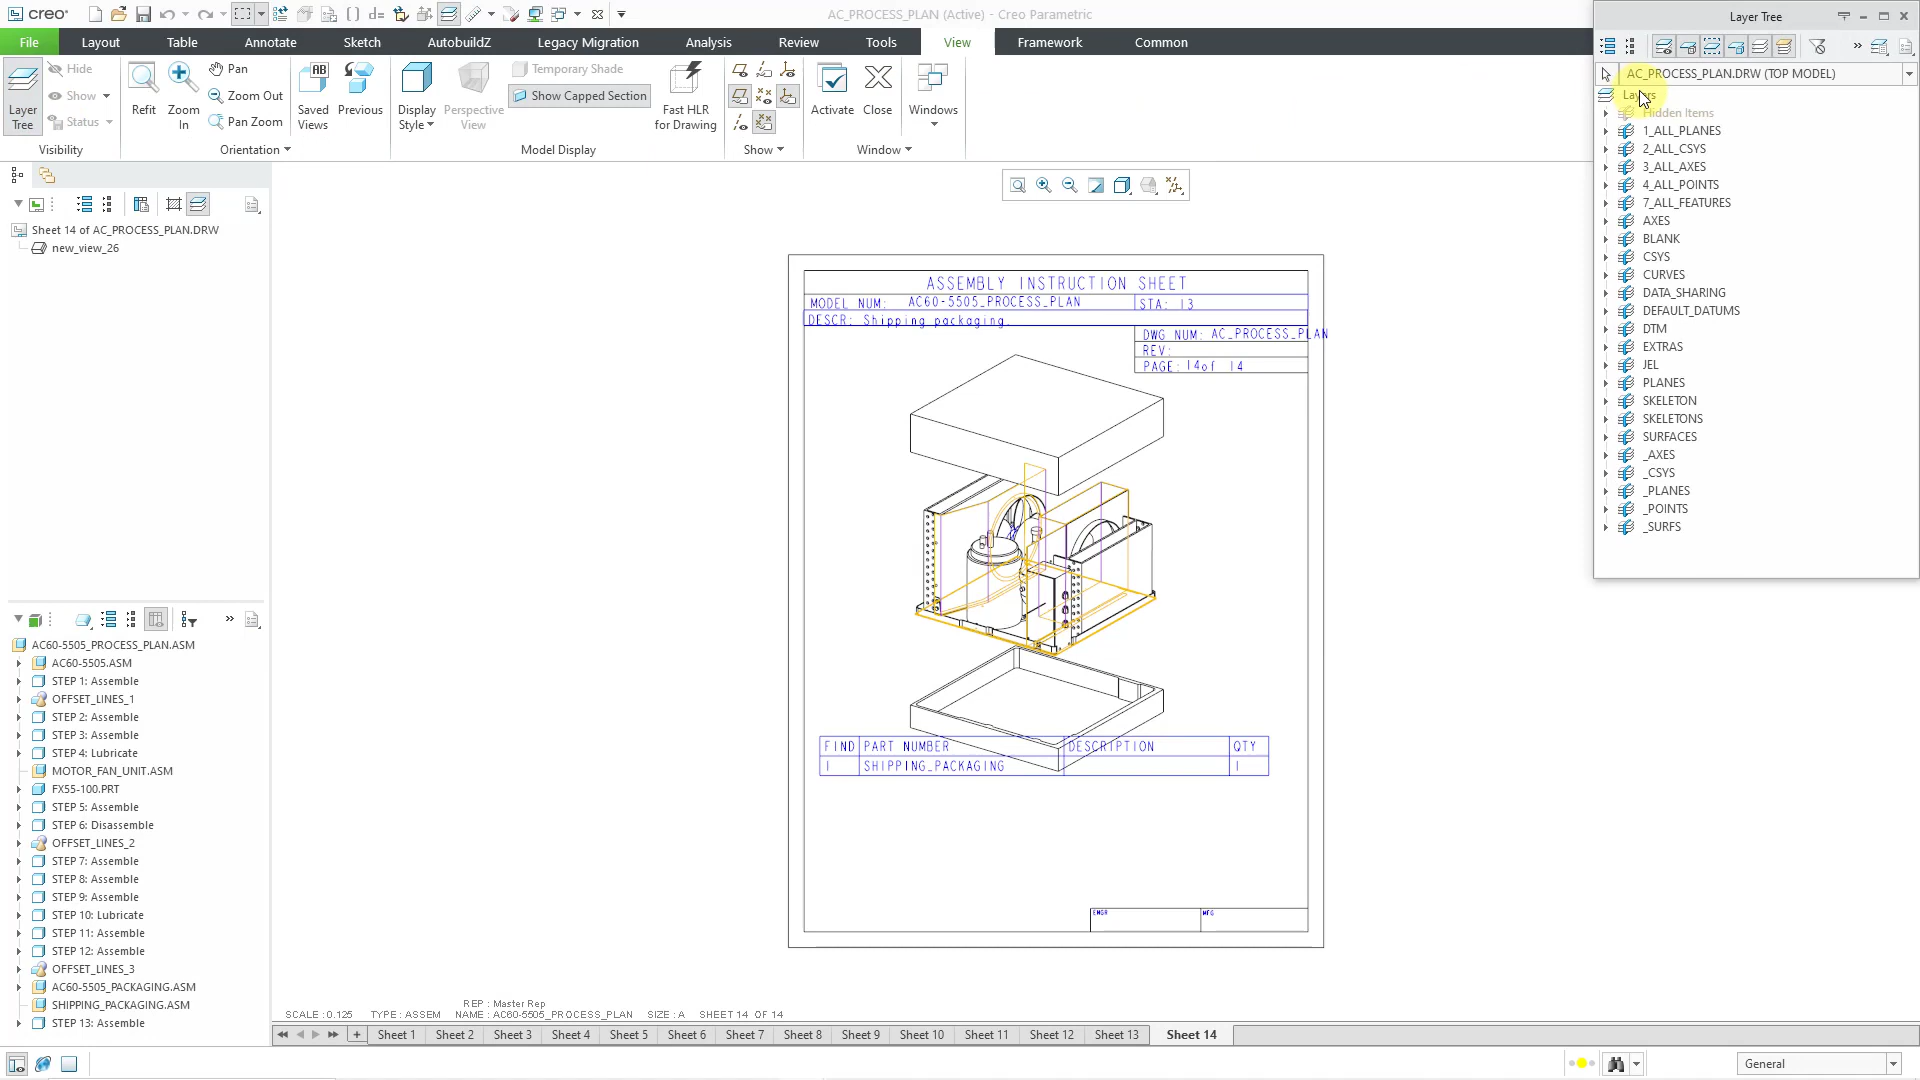 creo
AC_PROCESS_PLAN (Active) - Creo Parametric
File
Layout
Table
Annotate
Sketch
AutobuildZ
Legacy Migration
Analysis
Review
Tools
View
Framework
Common
Layer Tree
Hide
Show
Status
Visibility
Refit
Zoom In
Pan
Zoom Out
Pan Zoom
Orientation
Saved Views
Previous
Display Style
Perspective View
Temporary Shade
Show Capped Section
Fast HLR for Drawing
Model Display
Show
Activate
Close
Windows
Window
Layer Tree
AC_PROCESS_PLAN.DRW (TOP MODEL)
Layers
Hidden Items
1_ALL_PLANES
2_ALL_CSYS
3_ALL_AXES
4_ALL_POINTS
7_ALL_FEATURES
AXES
BLANK
CSYS
CURVES
DATA_SHARING
DEFAULT_DATUMS
DTM
EXTRAS
JEL
PLANES
SKELETON
SKELETONS
SURFACES
_AXES
_CSYS
_PLANES
_POINTS
_SURFS
Sheet 14 of AC_PROCESS_PLAN.DRW
new_view_26
AC60-5505_PROCESS_PLAN.ASM
AC60-5505.ASM
STEP 1: Assemble
OFFSET_LINES_1
STEP 2: Assemble
STEP 3: Assemble
STEP 4: Lubricate
MOTOR_FAN_UNIT.ASM
FX55-100.PRT
STEP 5: Assemble
STEP 6: Disassemble
OFFSET_LINES_2
STEP 7: Assemble
STEP 8: Assemble
STEP 9: Assemble
STEP 10: Lubricate
STEP 11: Assemble
STEP 12: Assemble
OFFSET_LINES_3
AC60-5505_PACKAGING.ASM
SHIPPING_PACKAGING.ASM
STEP 13: Assemble
ASSEMBLY INSTRUCTION SHEET
MODEL NUM: AC60-5505_PROCESS_PLAN STA: 13
DESCR: Shipping packaging.
DWG NUM: AC_PROCESS_PLAN
REV:
PAGE: 14of 14
FIND PART NUMBER DESCRIPTION QTY
1 SHIPPING_PACKAGING 1
ENGR MFG
REP : Master Rep
SCALE : 0.125 TYPE : ASSEM NAME : AC60-5505_PROCESS_PLAN SIZE : A SHEET 14 OF 14
Sheet 1
Sheet 2
Sheet 3
Sheet 4
Sheet 5
Sheet 6
Sheet 7
Sheet 8
Sheet 9
Sheet 10
Sheet 11
Sheet 12
Sheet 13
Sheet 14
General